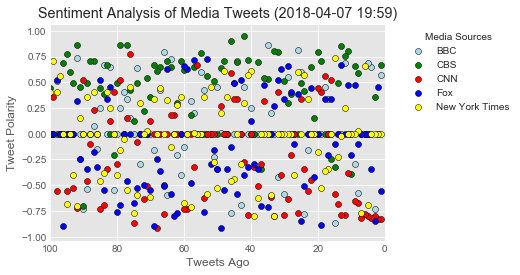 Sentiment Analysis of Media Tweets (2018-04-07 19:59)
Media Sources
BBC
CBS
CNN
Fox
New York Times
Tweet Polarity
1.00
0.75
0.50
0.25
0.00
−0.25
−0.50
−0.75
−1.00
100 80 60 40 20 0
Tweets Ago